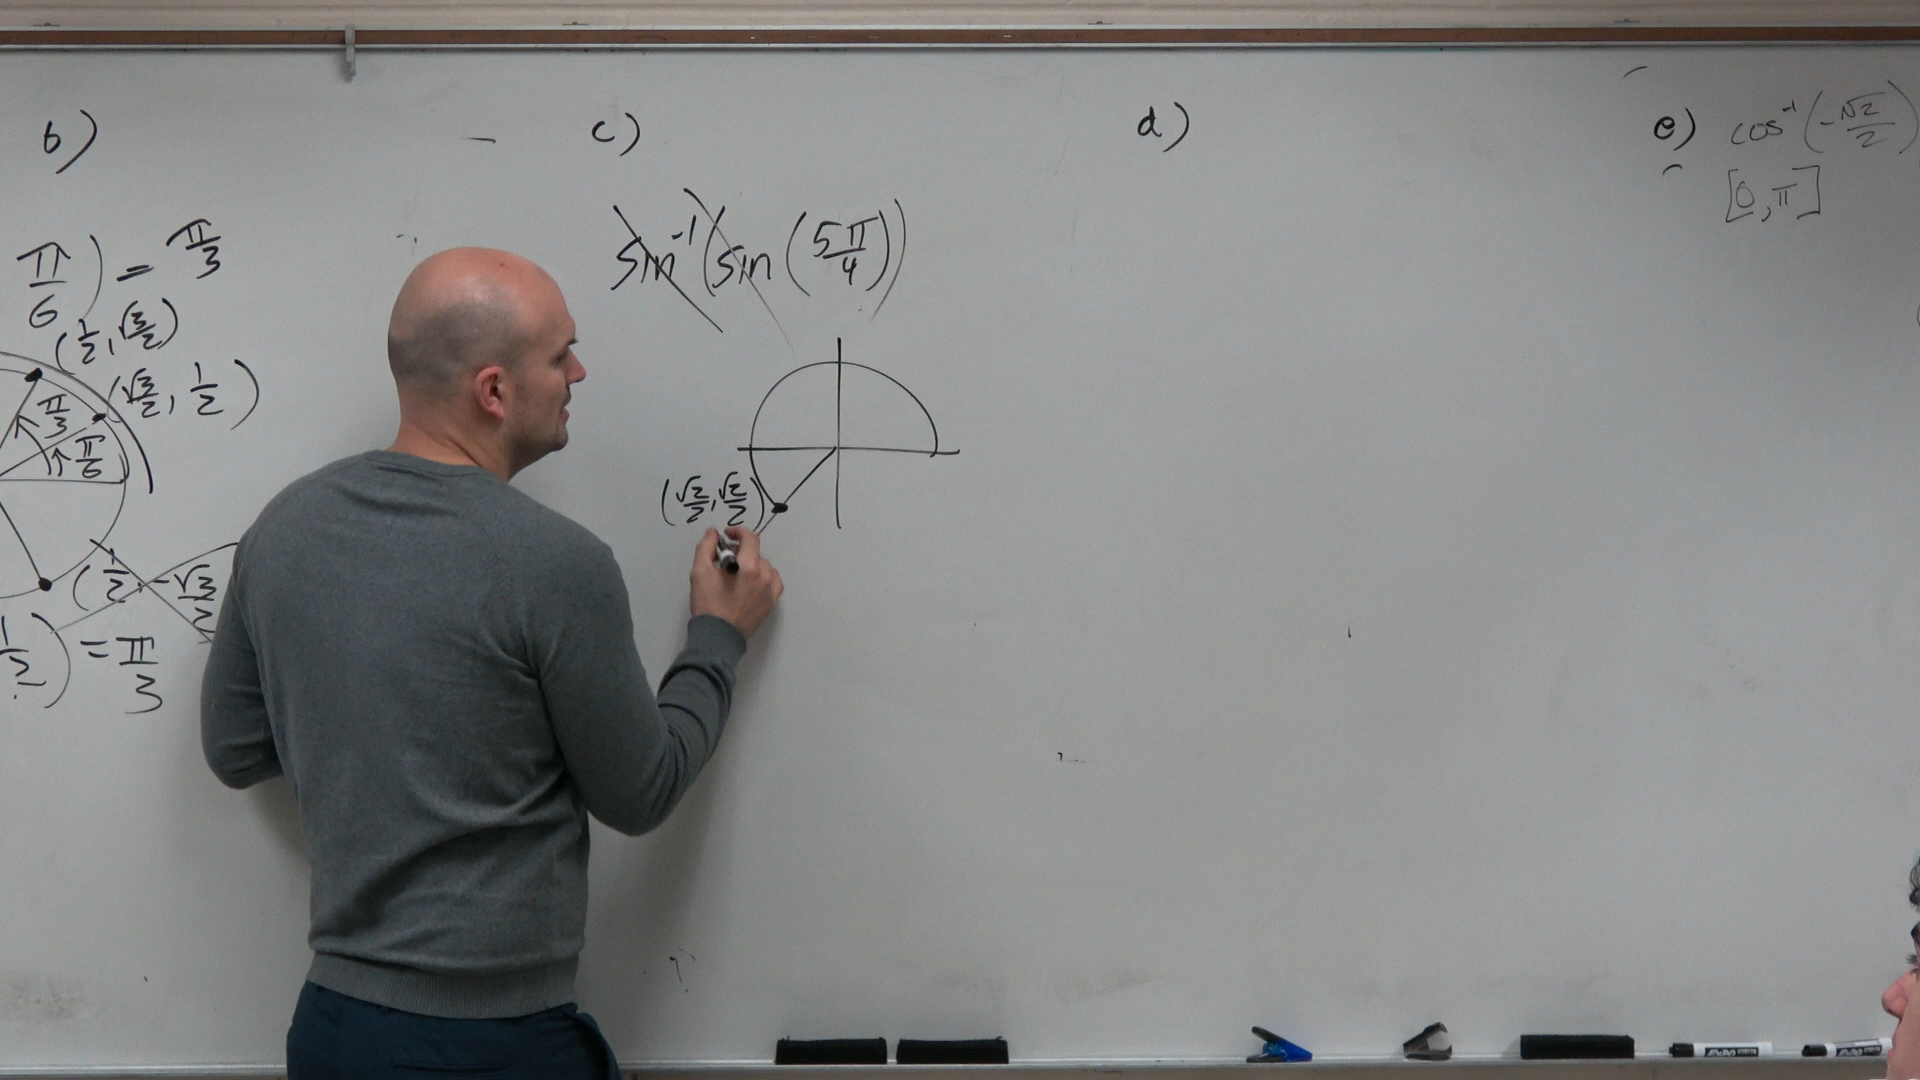 b)
π/6) = π/3
(1/2, √3/2)
(√3/2, 1/2)
π/3
π/6
(1/2, -√3/2
1/2) = π/3
c)
sin⁻¹(sin(5π/4))
(√2/2, √2/2)
d)
e) cos⁻¹(-√2/2)
[0, π]
EXPO